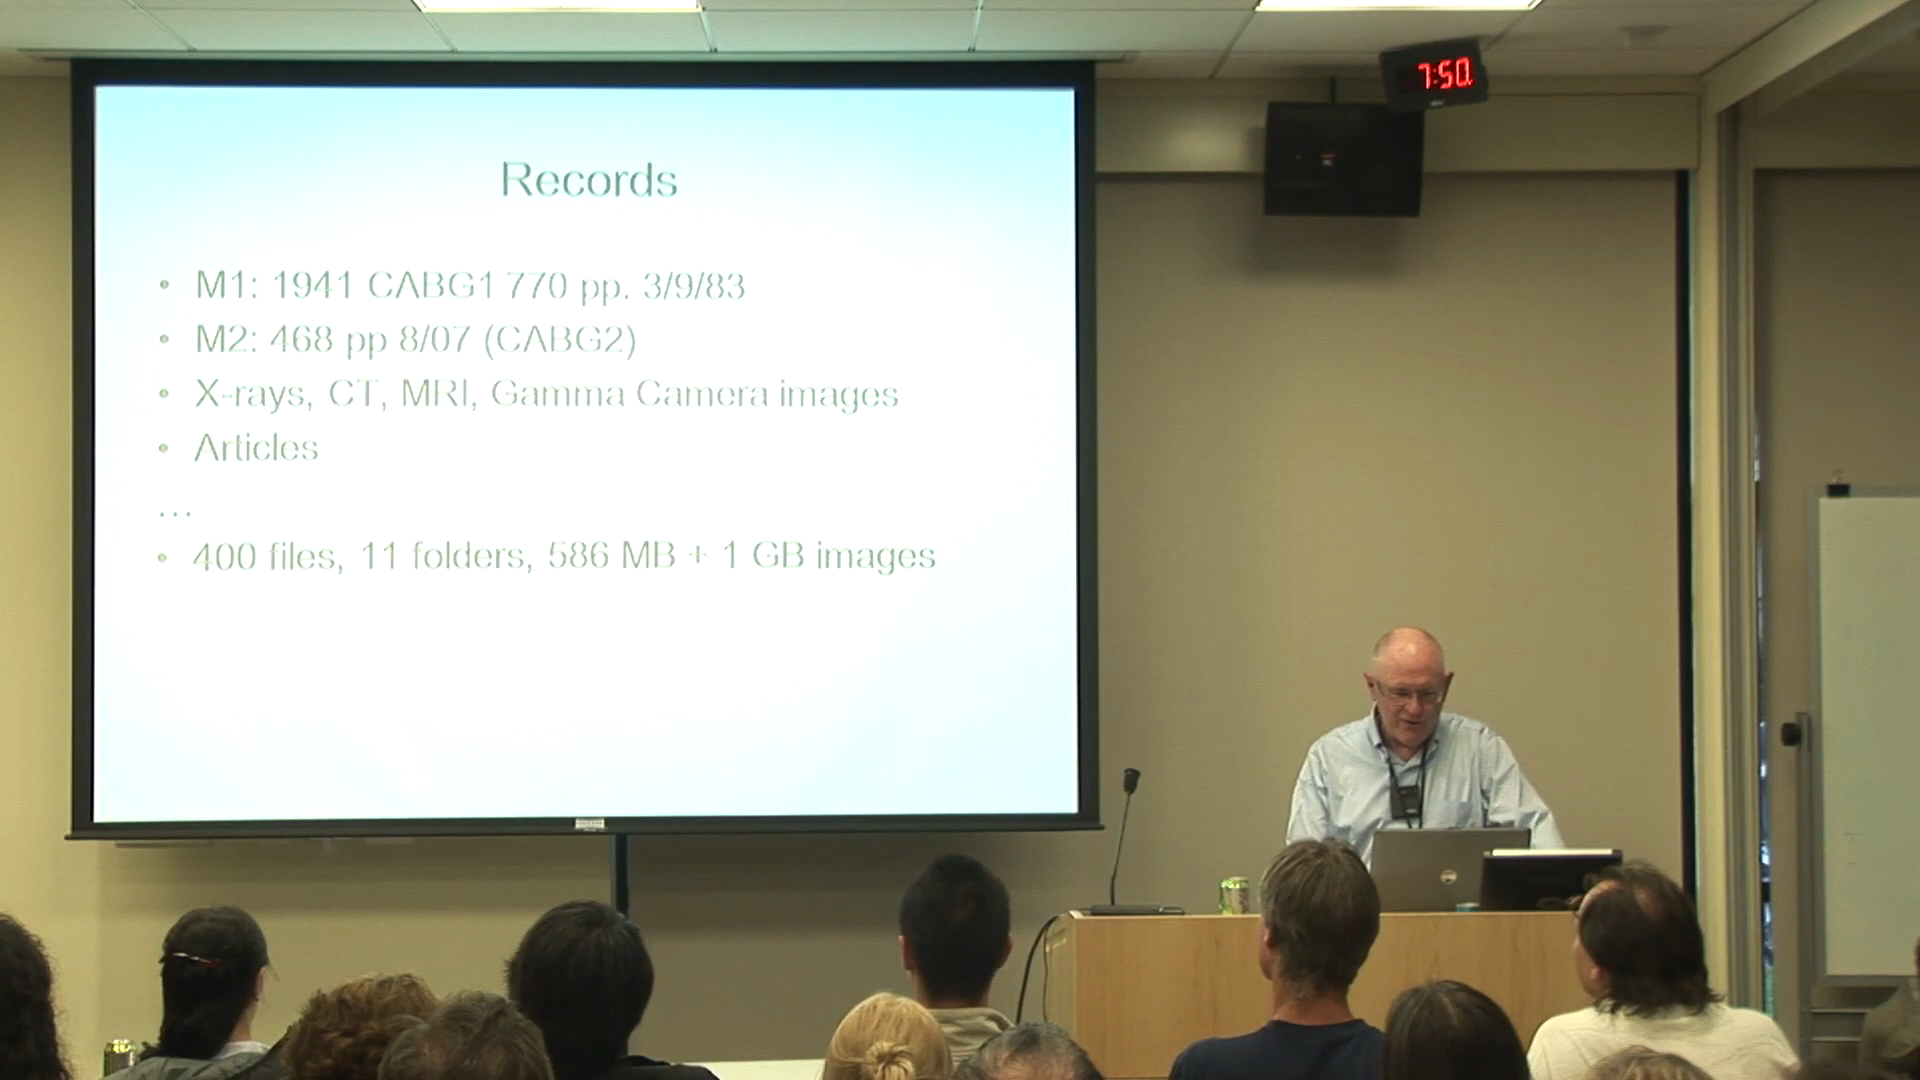 7:50
Records
• M1: 1941 CABG1 770 pp. 3/9/83
• M2: 468 pp 8/07 (CABG2)
• X-rays, CT, MRI, Gamma Camera images
• Articles
…
• 400 files, 11 folders, 586 MB + 1 GB images